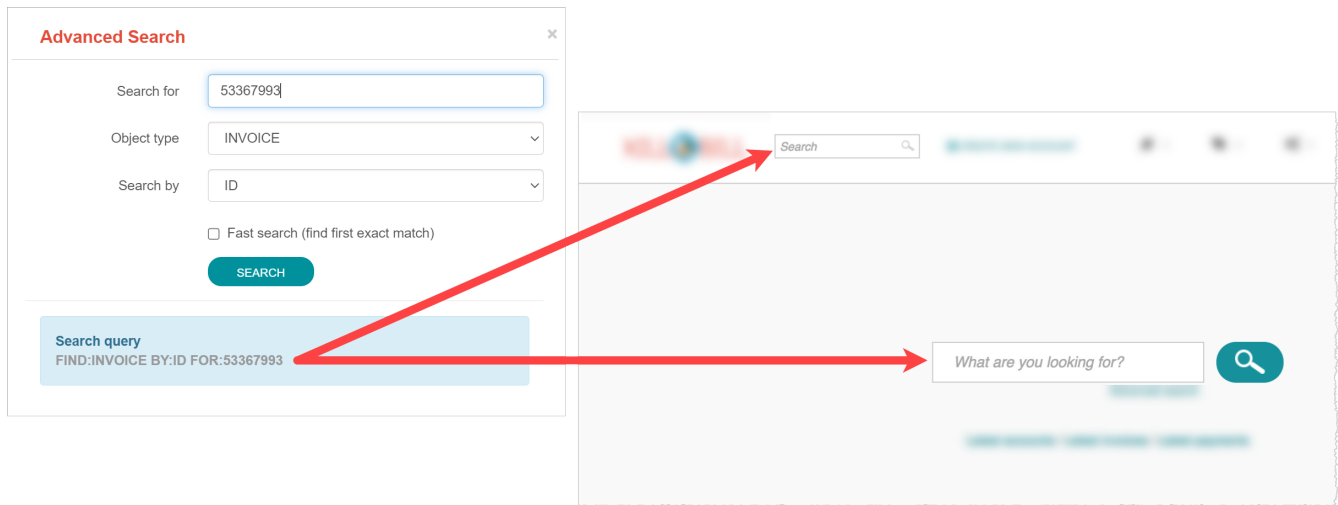 Advanced Search
×
Search for
53367993
Object type
INVOICE
Search by
ID
Fast search (find first exact match)
SEARCH
Search query
FIND:INVOICE BY:ID FOR:53367993
Search
What are you looking for?